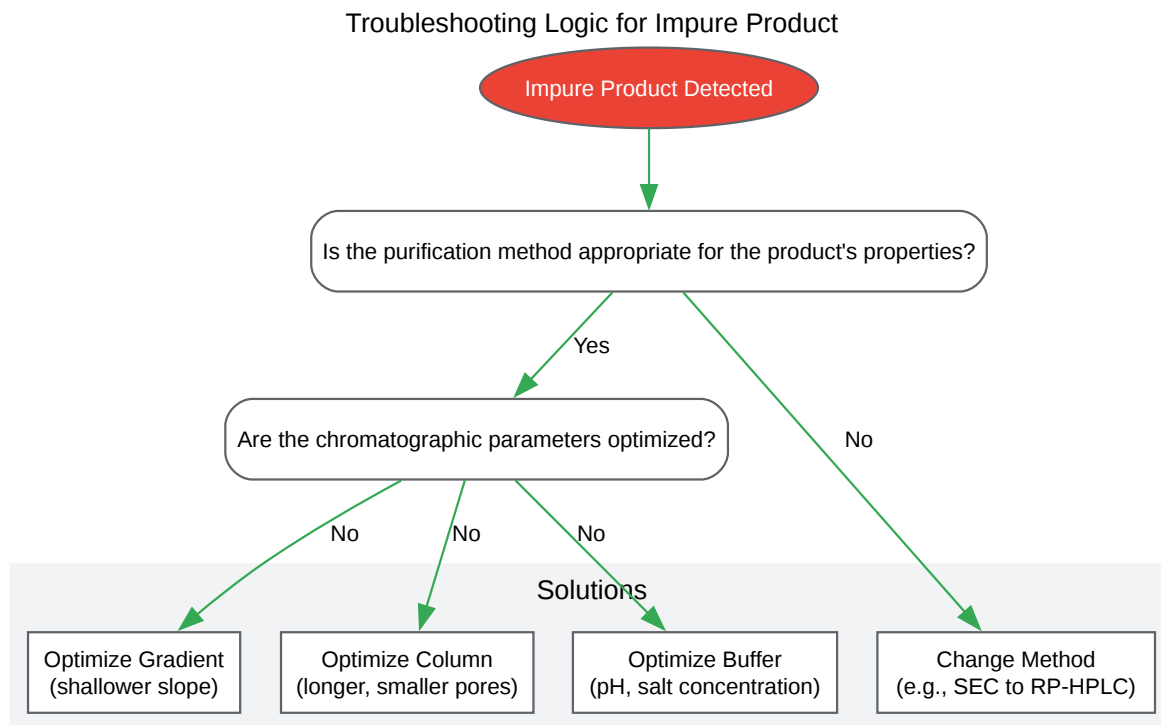 Troubleshooting Logic for Impure Product
Impure Product Detected
Is the purification method appropriate for the product's properties?
Yes
No
Are the chromatographic parameters optimized?
No
No
No
Solutions
Optimize Gradient
(shallower slope)
Optimize Column
(longer, smaller pores)
Optimize Buffer
(pH, salt concentration)
Change Method
(e.g., SEC to RP-HPLC)